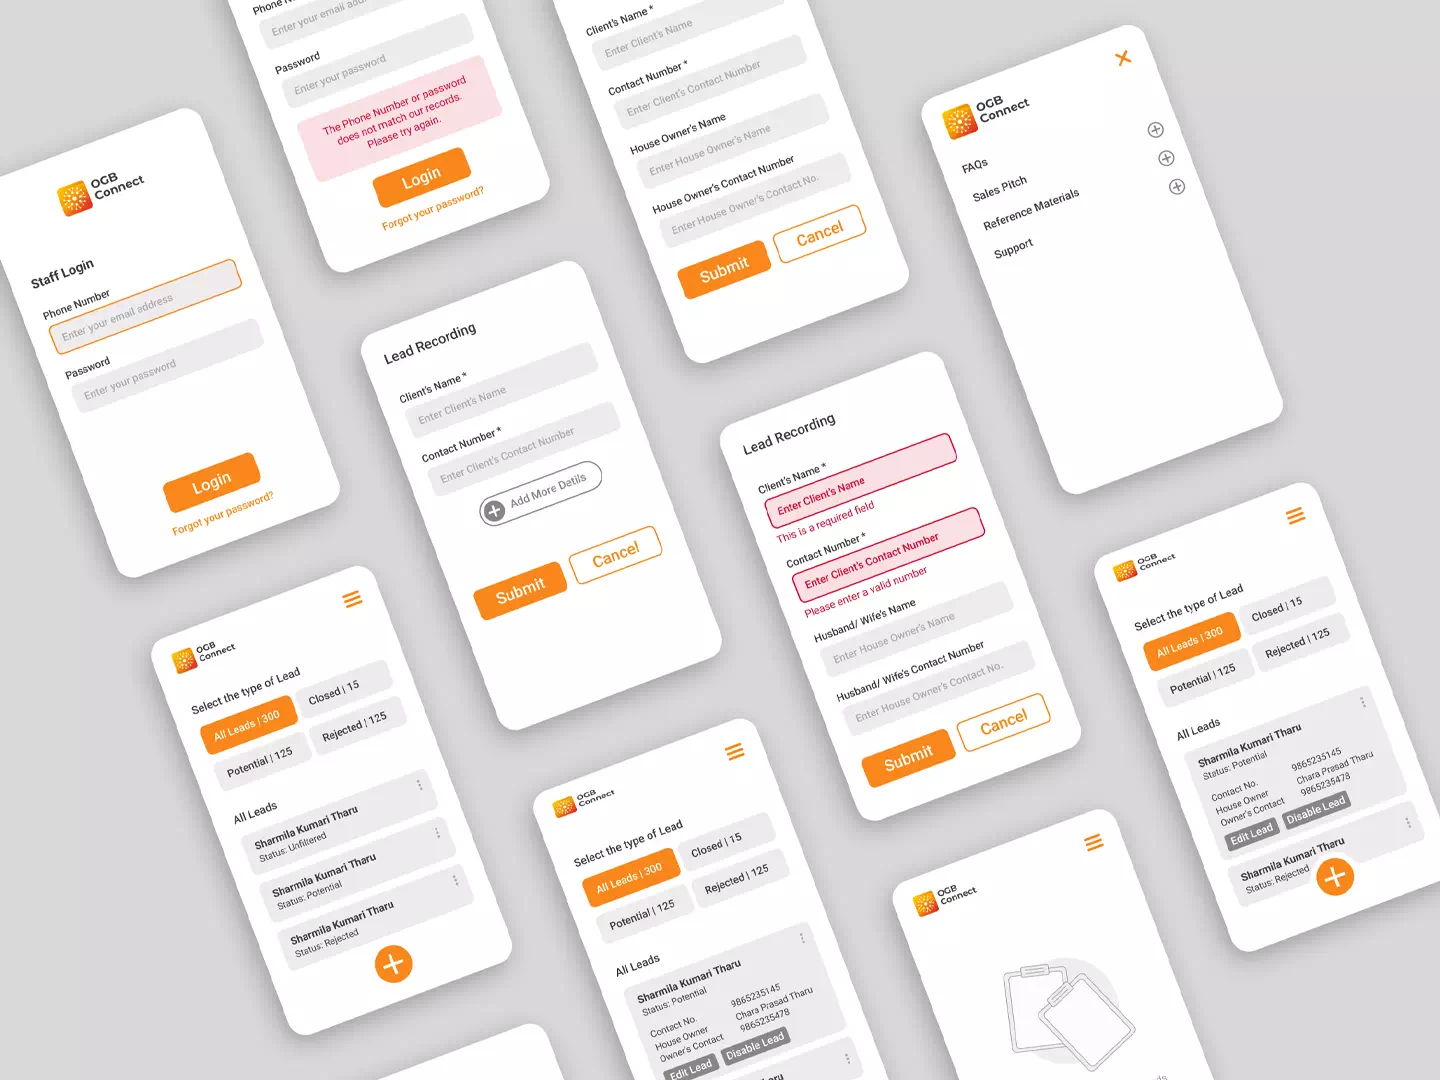 OGB
Connect
Staff Login
Phone Number
Enter your email address
Password
Enter your password
Login
Forgot your password?
Enter your email address
Password
Enter your password
The Phone Number or password
does not match our records.
Please try again.
Login
Forgot your password?
Client's Name *
Enter Client's Name
Contact Number *
Enter Client's Contact Number
House Owner's Name
Enter House Owner's Name
House Owner's Contact Number
Enter House Owner's Contact No.
Submit
Cancel
OGB
Connect
FAQs
Sales Pitch
Reference Materials
Support
Lead Recording
Client's Name *
Enter Client's Name
Contact Number *
Enter Client's Contact Number
Add More Datils
Submit
Cancel
Lead Recording
Client's Name *
Enter Client's Name
This is a required field
Contact Number *
Enter Client's Contact Number
Please enter a valid number
Husband/ Wife's Name
Enter House Owner's Name
Husband/ Wife's Contact Number
Enter House Owner's Contact No.
Submit
Cancel
OGB
Connect
Select the type of Lead
All Leads | 300
Closed | 15
Potential | 125
Rejected | 125
All Leads
Sharmila Kumari Tharu
Status: Unfiltered
Sharmila Kumari Tharu
Status: Potential
Sharmila Kumari Tharu
Status: Rejected
OGB
Connect
Select the type of Lead
All Leads | 300
Closed | 15
Potential | 125
Rejected | 125
All Leads
Sharmila Kumari Tharu
Status: Potential
Contact No. 9865235145
House Owner Chara Prasad Tharu
Owner's Contact 9865235478
Edit Lead
Disable Lead
OGB
Connect
OGB
Connect
Select the type of Lead
All Leads | 300
Closed | 15
Potential | 125
Rejected | 125
All Leads
Sharmila Kumari Tharu
Status: Potential
Contact No. 9865235145
House Owner Chara Prasad Tharu
Owner's Contact 9865235478
Edit Lead
Disable Lead
Sharmila Kumari Tharu
Status: Rejected